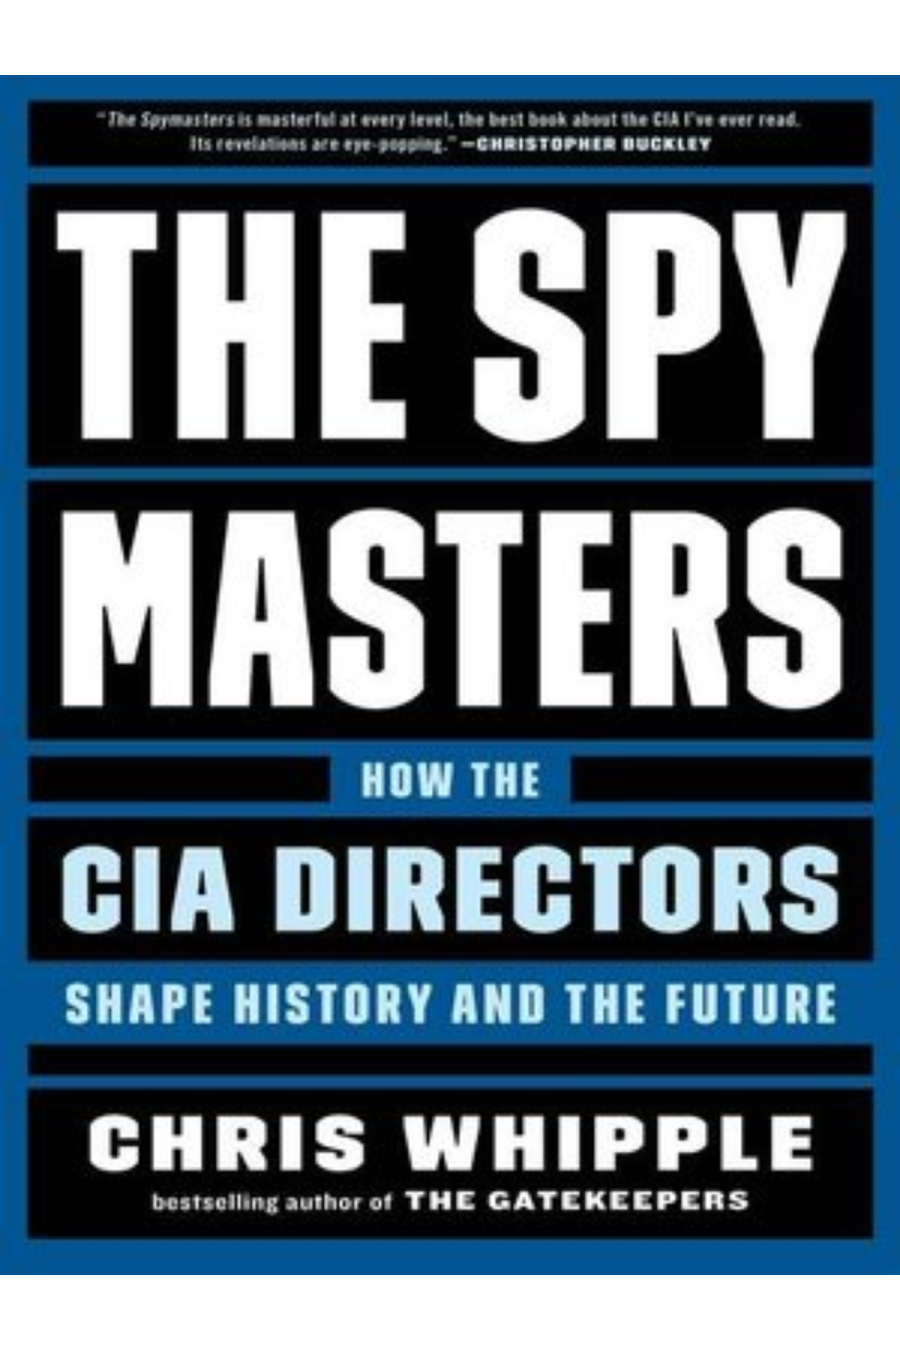 "The Spymasters is masterful at every level, the best book about the CIA I've ever read.
Its revelations are eye-popping." —CHRISTOPHER BUCKLEY
THE SPY
MASTERS
HOW THE
CIA DIRECTORS
SHAPE HISTORY AND THE FUTURE
CHRIS WHIPPLE
bestselling author of THE GATEKEEPERS